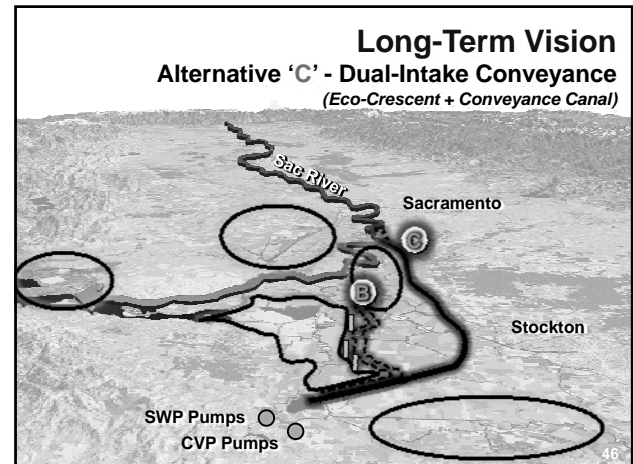 Long-Term Vision
Alternative ‘C’ - Dual-Intake Conveyance
(Eco-Crescent + Conveyance Canal)
Sac River
Sacramento
C
B
Stockton
SWP Pumps
CVP Pumps
46